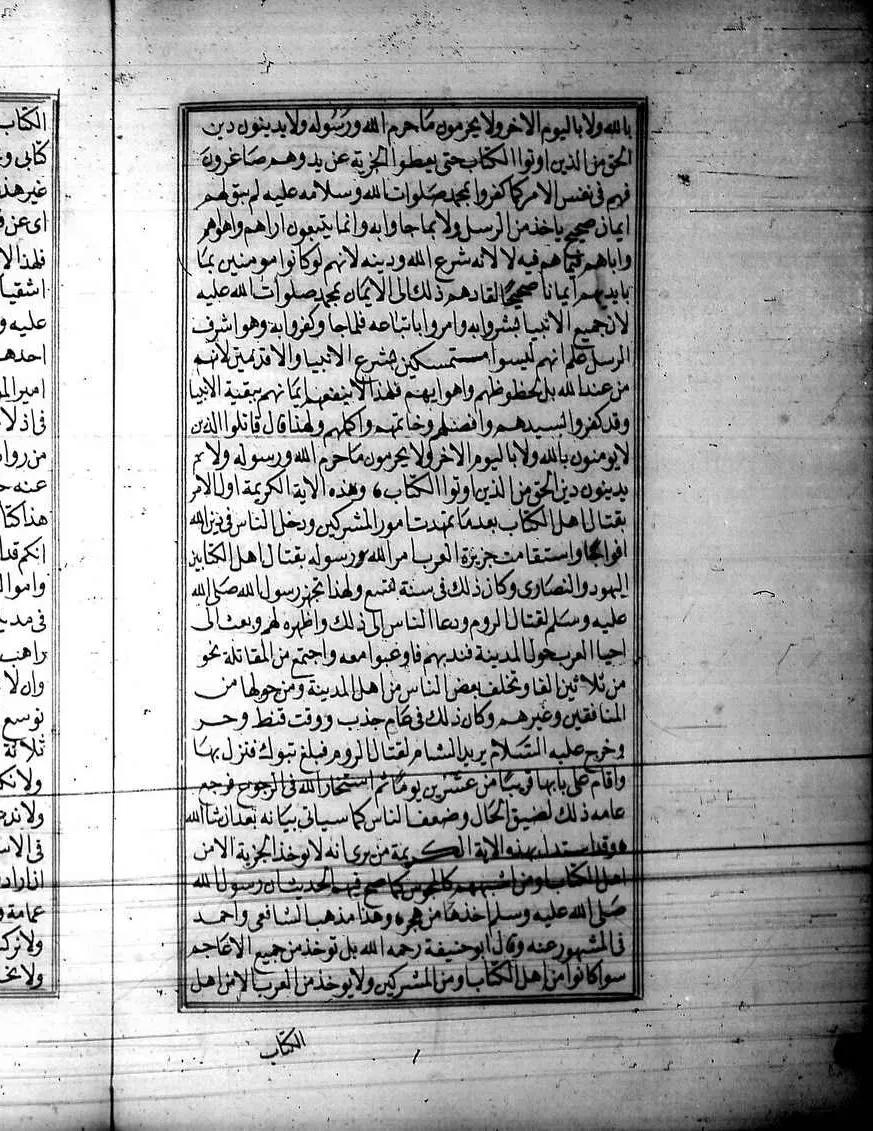 بالله ولا باليوم الاخر ولا يحرمون ما حرم الله ورسوله ولا يدينون دين
الحق من الذين اوتوا الكتاب حتى يعطوا الجزية عن يد وهم صاغرون
فهم فى نفس الامر كما كفروا بمحمد صلوات الله وسلامه عليه لم يبق لهم
ايمان صحيح ياخذ من الرسل ولا بما جاوا به وانما يتبعون اراهم واهواهم
واباهم فيما هم فيه لا لانه شرع الله ودينه لانهم لو كانوا مومنين بما
بايديهم ايمانا صحيحا لقادهم ذلك الى الايمان بمحمد صلوات الله عليه
لان جميع الانبيا بشروا به وامروا باتباعه فلما جا وكفروا به وهو اشرف
الرسل علم انهم ليسوا مستمسكين بشرع الانبيا والاقدمين لانهم
من عند الله بل لحظوظهم واهوايهم فلهذا لا ينفعهم ايمانهم ببقية الانبيا
وقد كفروا بسيدهم وافضلهم وخاتمهم واكملهم ولهذا قال قاتلوا الذين
لا يومنون بالله ولا باليوم الاخر ولا يحرمون ما حرم الله ورسوله ولا
يدينون دين الحق من الذين اوتوا الكتاب، وهذه الاية الكريمة اول الامر
بقتال اهل الكتاب بعد ما تمهدت امور المشركين ودخل الناس فى دين الله
افواجا واستقامت جزيرة العرب امر الله ورسوله بقتال اهل الكتابين
اليهود والنصارى وكان ذلك فى سنة تسع ولهذا تجهز رسول الله صلى الله
عليه وسلم لقتال الروم ودعا الناس الى ذلك واظهره لهم وبعث الى
احيا العرب حول المدينة فندبهم فاوعبوا معه واجتمع من المقاتلة نحو
من ثلاثين الفا وتخلف بعض الناس من اهل المدينة ومن حولها من
المنافقين وغيرهم وكان ذلك فى عام جدب ووقت قيظ وحر
وخرج عليه السلام يريد الشام لقتال الروم فبلغ تبوك فنزل بها
واقام على بابها قريبا من عشرين يوما ثم استخار الله فى الرجوع فرجع
عامه ذلك لضيق الحال وضعف الناس كما سياتى بيانه بعد ان شا الله
وقد استدل بهذه الاية الكريمة من يرى انه لا توخذ الجزية الا من
اهل الكتاب او من اشبههم كالمجوس كما صح فيهم الحديث ان رسول الله
صلى الله عليه وسلم اخذها من هجر، وهذا مذهب الشافعى واحمد
فى المشهور عنه وقال ابو حنيفة رحمه الله بل توخذ من جميع الاعاجم
سوا كانوا من اهل الكتاب او من المشركين ولا يوخذ من العرب الا من اهل
الكتاب